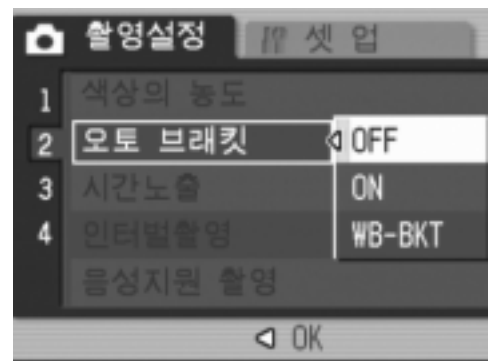 촬영설정 셋 업
1 색상의 농도
2 오토 브래킷 OFF
3 시간노출 ON
4 인터벌촬영 WB-BKT
음성지원 촬영
OK